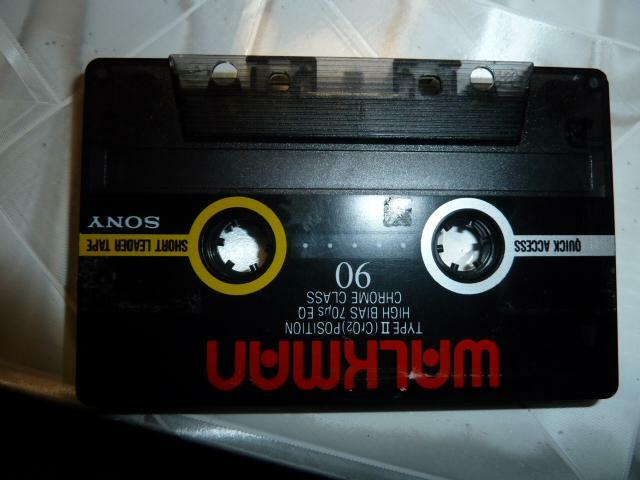 WALKMAN
TYPE II (CrO2) POSITION
HIGH BIAS 70µs EQ
CHROME CLASS
90
QUICK ACCESS
SHORT LEADER TAPE
SONY